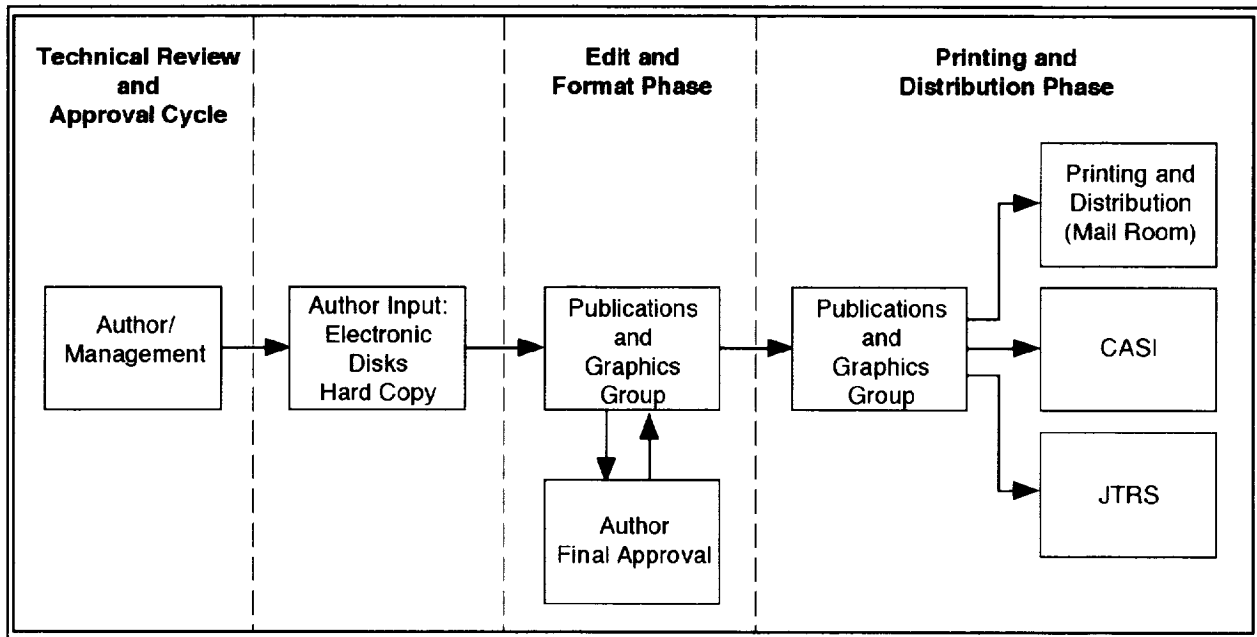 Technical Review
and
Approval Cycle
Edit and
Format Phase
Printing and
Distribution Phase
Author/
Management
Author Input:
Electronic
Disks
Hard Copy
Publications
and
Graphics
Group
Author
Final Approval
Publications
and
Graphics
Group
Printing and
Distribution
(Mail Room)
CASI
JTRS